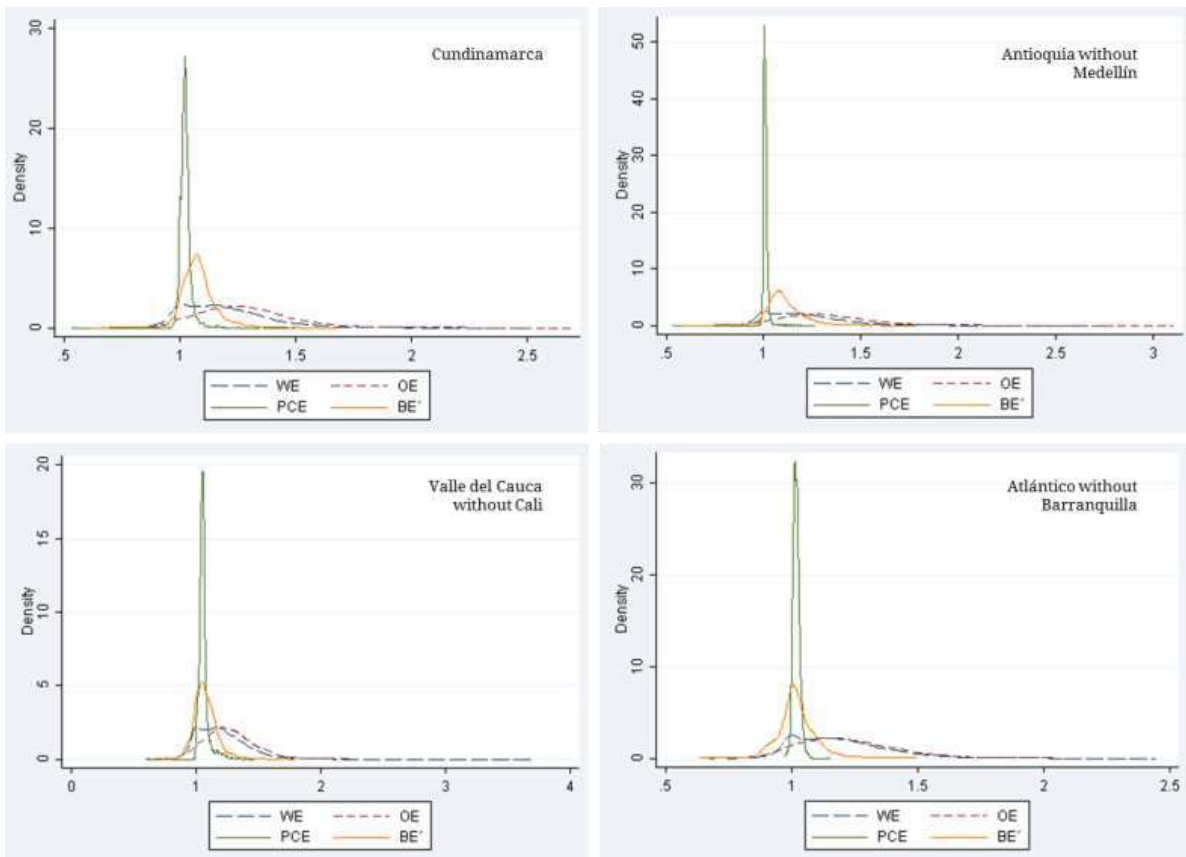 Cundinamarca
Density
30
20
10
0
.5 1 1.5 2 2.5
WE OE
PCE BE´
Antioquia without
Medellín
Density
50
40
30
20
10
0
.5 1 1.5 2 2.5 3
WE OE
PCE BE´
Valle del Cauca
without Cali
Density
20
15
10
5
0
0 1 2 3 4
WE OE
PCE BE´
Atlántico without
Barranquilla
Density
30
20
10
0
.5 1 1.5 2 2.5
WE OE
PCE BE´